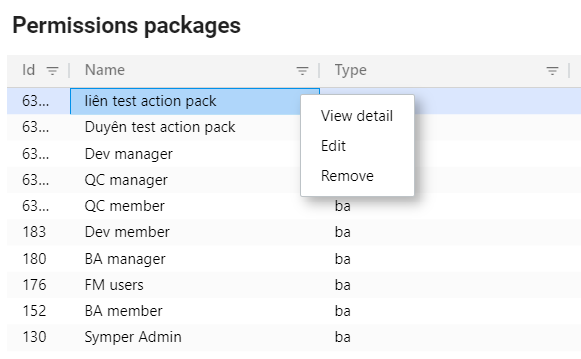 Permissions packages
Id Name Type
63... liên test action pack
63... Duyên test action pack
63... Dev manager
63... QC manager
63... QC member ba
183 Dev member ba
180 BA manager ba
176 FM users ba
152 BA member ba
130 Symper Admin ba
View detail
Edit
Remove